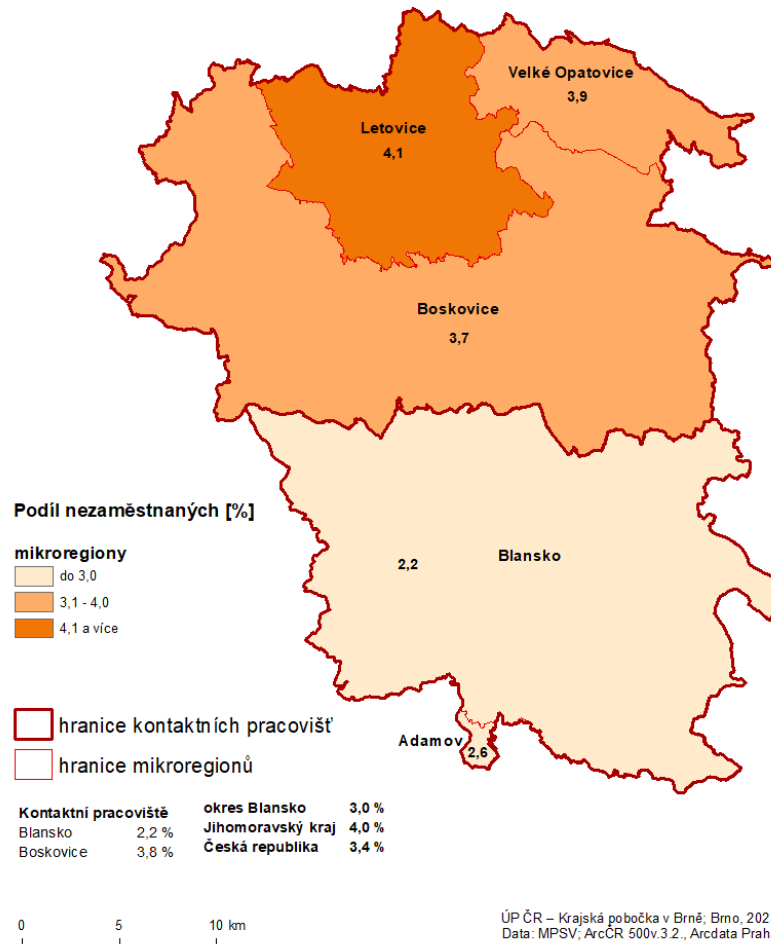 Velké Opatovice
3,9
Letovice
4,1
Boskovice
3,7
Podíl nezaměstnaných [%]
mikroregiony
do 3,0
3,1 - 4,0
4,1 a více
Blansko
2,2
hranice kontaktních pracovišť
hranice mikroregionů
Adamov
2,6
Kontaktní pracoviště
Blansko 2,2 %
Boskovice 3,8 %
okres Blansko 3,0 %
Jihomoravský kraj 4,0 %
Česká republika 3,4 %
0 5 10 km
ÚP ČR – Krajská pobočka v Brně; Brno, 202
Data: MPSV; ArcČR 500v.3.2., Arcdata Prah